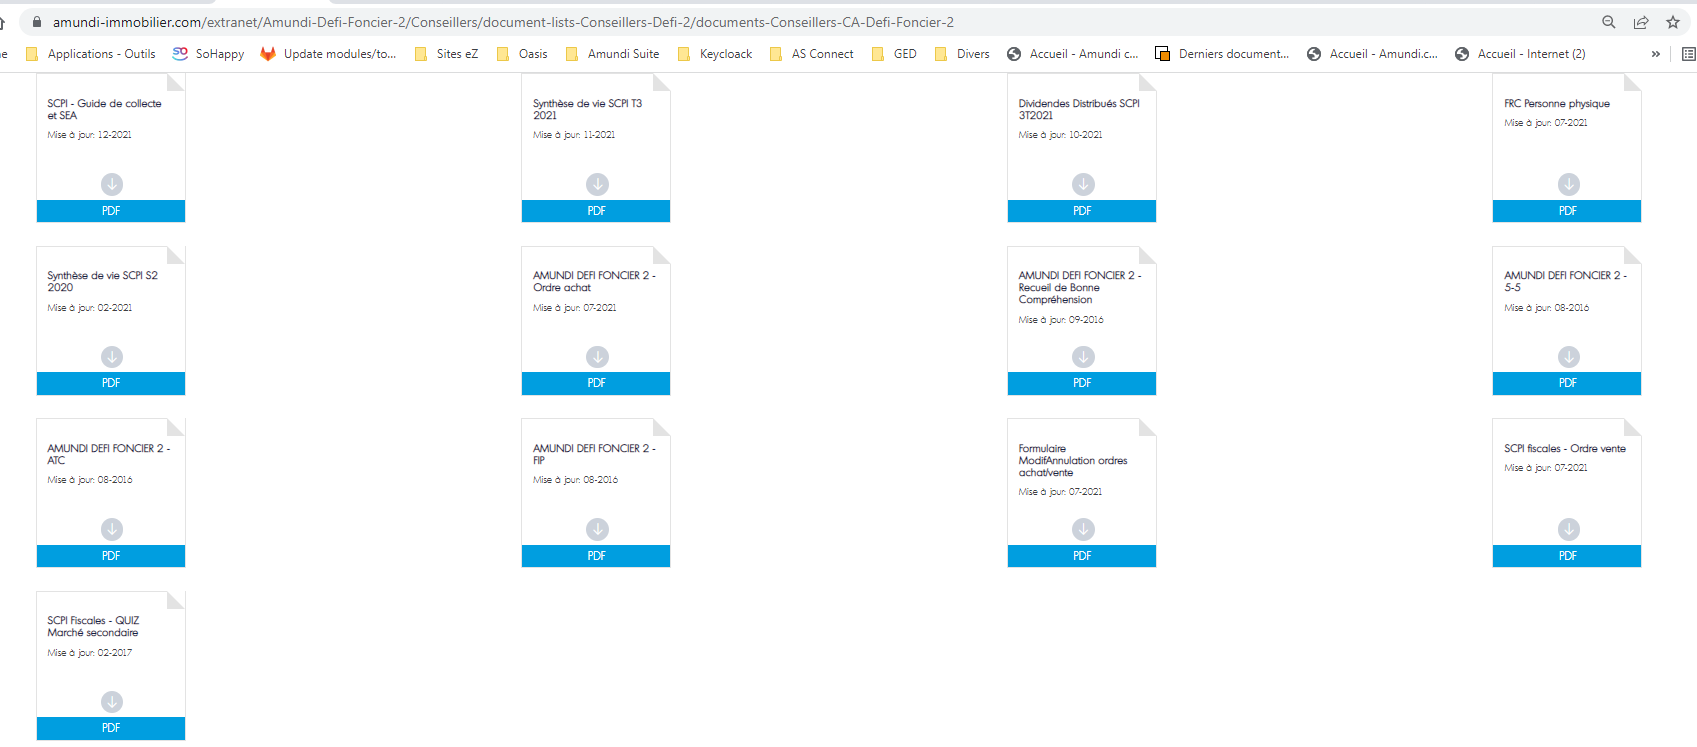 amundi-immobilier.com/extranet/Amundi-Defi-Foncier-2/Conseillers/document-lists-Conseillers-Defi-2/documents-Conseillers-CA-Defi-Foncier-2
Applications - Outils SoHappy Update modules/to... Sites eZ Oasis Amundi Suite Keycloack AS Connect GED Divers Accueil - Amundi c... Derniers document... Accueil - Amundi.c... Accueil - Internet (2) »
SCPI - Guide de collecte
et SEA
Mise à jour: 12-2021
PDF
Synthèse de vie SCPI T3
2021
Mise à jour: 11-2021
PDF
Dividendes Distribués SCPI
3T2021
Mise à jour: 10-2021
PDF
FRC Personne physique
Mise à jour: 07-2021
PDF
Synthèse de vie SCPI S2
2020
Mise à jour: 02-2021
PDF
AMUNDI DEFI FONCIER 2 -
Ordre achat
Mise à jour: 07-2021
PDF
AMUNDI DEFI FONCIER 2 -
Recueil de Bonne
Compréhension
Mise à jour: 09-2016
PDF
AMUNDI DEFI FONCIER 2 -
5-5
Mise à jour: 08-2016
PDF
AMUNDI DEFI FONCIER 2 -
ATC
Mise à jour: 08-2016
PDF
AMUNDI DEFI FONCIER 2 -
FIP
Mise à jour: 08-2016
PDF
Formulaire
ModifAnnulation ordres
achat/vente
Mise à jour: 07-2021
PDF
SCPI fiscales - Ordre vente
Mise à jour: 07-2021
PDF
SCPI Fiscales - QUIZ
Marché secondaire
Mise à jour: 02-2017
PDF